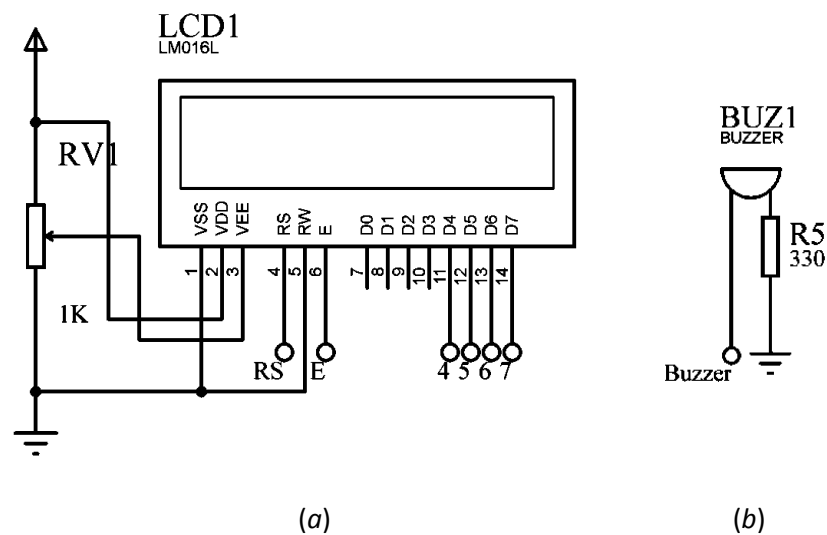 LCD1
LM016L
RV1
1K
VSS
VDD
VEE
RS
RW
E
D0
D1
D2
D3
D4
D5
D6
D7
1
2
3
4
5
6
7
8
9
10
11
12
13
14
RS E 4 5 6 7
BUZ1
BUZZER
R5
330
Buzzer
(a) (b)